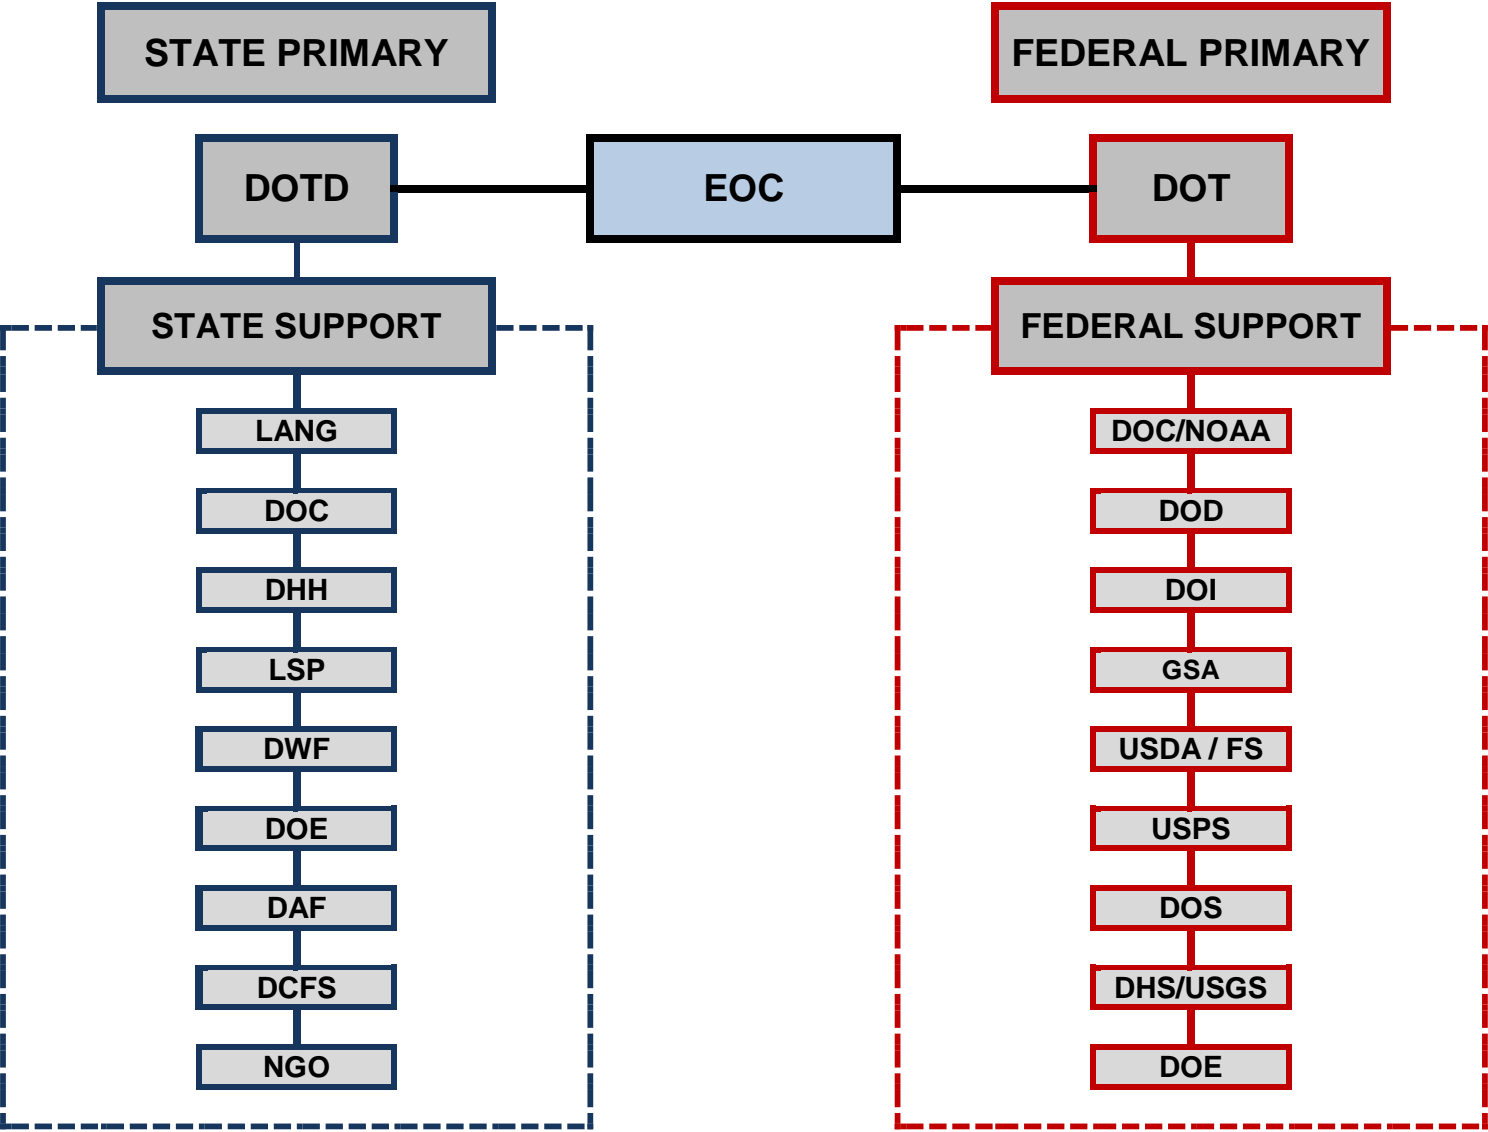 STATE PRIMARY
FEDERAL PRIMARY
DOTD
EOC
DOT
STATE SUPPORT
FEDERAL SUPPORT
LANG
DOC
DHH
LSP
DWF
DOE
DAF
DCFS
NGO
DOC/NOAA
DOD
DOI
GSA
USDA / FS
USPS
DOS
DHS/USGS
DOE